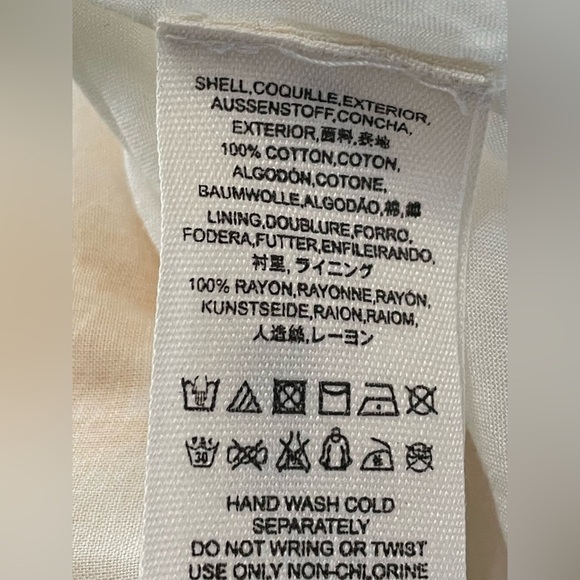 SHELL,COQUILLE,EXTERIOR,
AUSSENSTOFF,CONCHA,
EXTERIOR,面料,表地
100% COTTON,COTON,
ALGODÓN,COTONE,
BAUMWOLLE,ALGODÃO,棉,綿
LINING,DOUBLURE,FORRO,
FODERA,FUTTER,ENFILEIRANDO,
衬里, ライニング
100% RAYON,RAYONNE,RAYÓN,
KUNSTSEIDE,RAION,RAIOM,
人造絲,レーヨン
30
HAND WASH COLD
SEPARATELY
DO NOT WRING OR TWIST
USE ONLY NON-CHLORINE